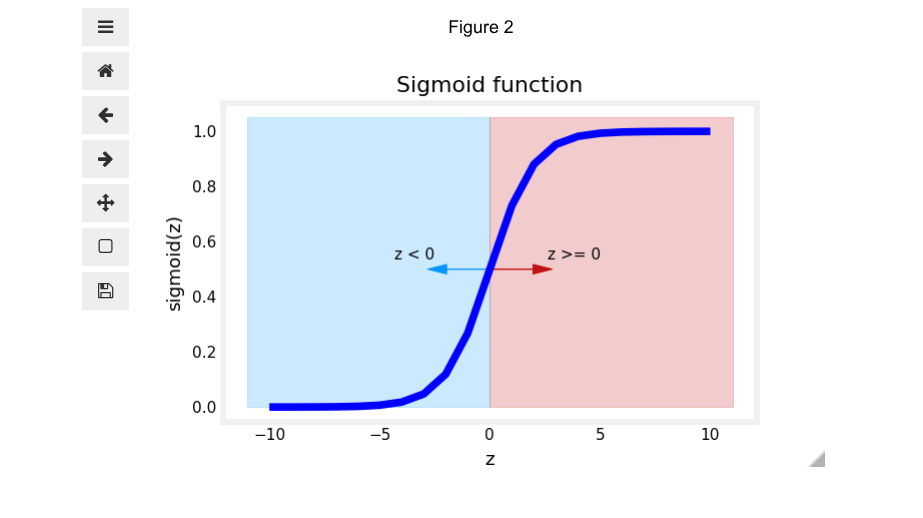 Figure 2
Sigmoid function
1.0
0.8
0.6
0.4
0.2
0.0
sigmoid(z)
z < 0
z >= 0
−10
−5
0
5
10
z